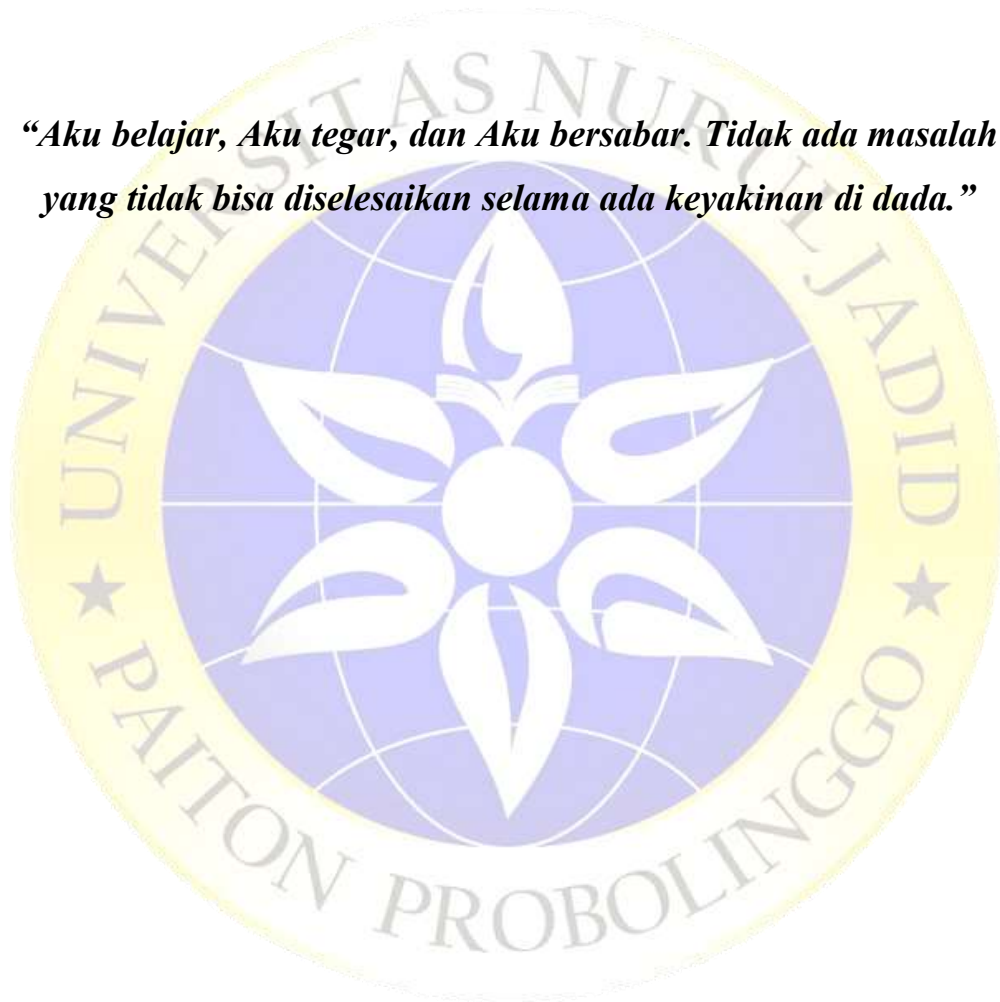 “Aku belajar, Aku tegar, dan Aku bersabar. Tidak ada masalah
yang tidak bisa diselesaikan selama ada keyakinan di dada.”
UNIVERSITAS NURUL JADID
★ PAITON PROBOLINGGO ★